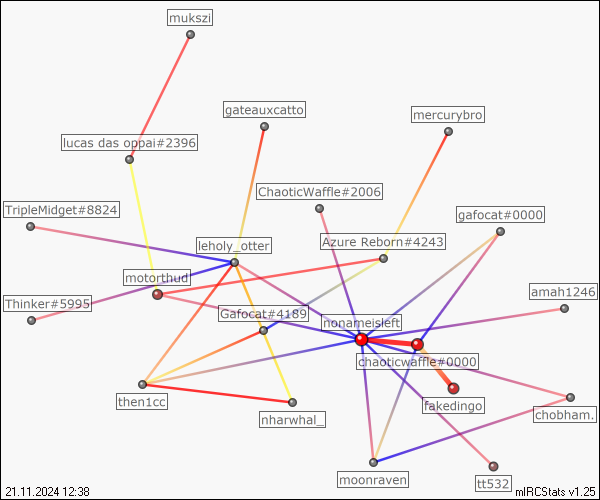 mukszi
gateauxcatto
mercurybro
lucas das oppai#2396
ChaoticWaffle#2006
TripleMidget#8824
gafocat#0000
leholy_otter
Azure Reborn#4243
motorthud
amah1246
Thinker#5995
Gafocat#4189
nonameisleft
chaoticwaffle#0000
then1cc
fakedingo
nharwhal_
chobham.
moonraven
tt532
21.11.2024 12:38
mIRCStats v1.25